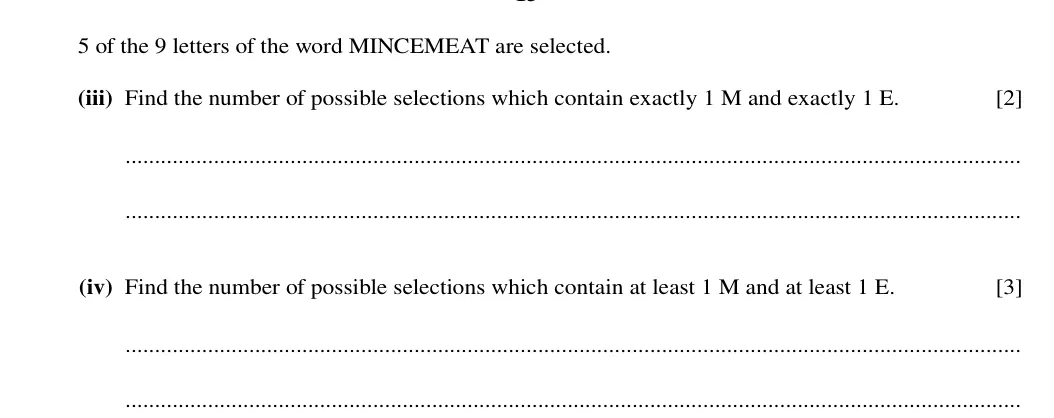 5 of the 9 letters of the word MINCEMEAT are selected.
(iii) Find the number of possible selections which contain exactly 1 M and exactly 1 E. [2]
(iv) Find the number of possible selections which contain at least 1 M and at least 1 E. [3]